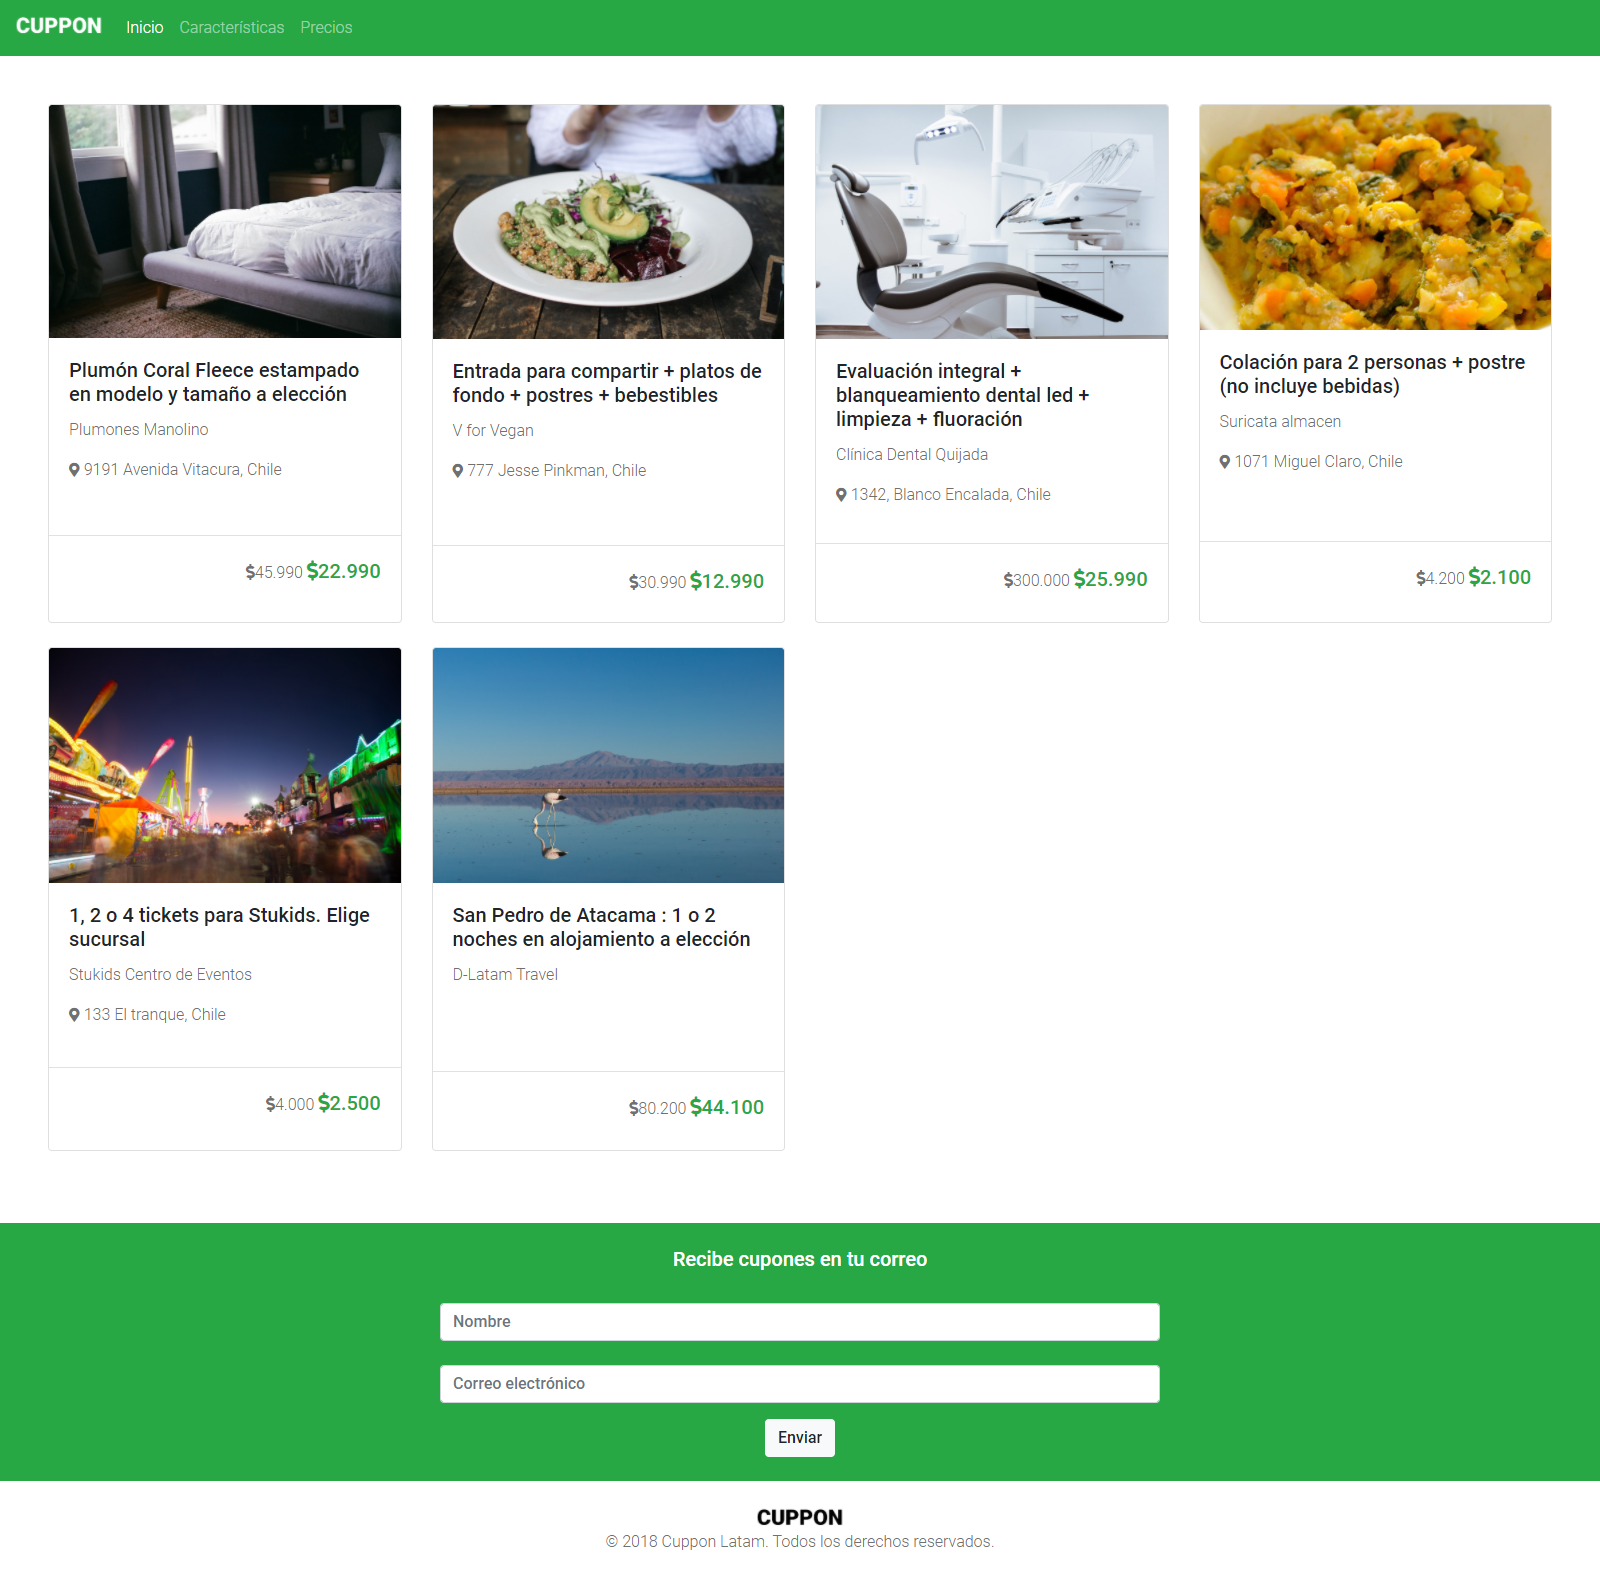 CUPPON
Inicio
Características
Precios
Plumón Coral Fleece estampado
en modelo y tamaño a elección
Plumones Manolino
9191 Avenida Vitacura, Chile
$45.990 $22.990
Entrada para compartir + platos de
fondo + postres + bebestibles
V for Vegan
777 Jesse Pinkman, Chile
$30.990 $12.990
Evaluación integral +
blanqueamiento dental led +
limpieza + fluoración
Clínica Dental Quijada
1342, Blanco Encalada, Chile
$300.000 $25.990
Colación para 2 personas + postre
(no incluye bebidas)
Suricata almacen
1071 Miguel Claro, Chile
$4.200 $2.100
1, 2 o 4 tickets para Stukids. Elige
sucursal
Stukids Centro de Eventos
133 El tranque, Chile
$4.000 $2.500
San Pedro de Atacama : 1 o 2
noches en alojamiento a elección
D-Latam Travel
$80.200 $44.100
Recibe cupones en tu correo
Nombre
Correo electrónico
Enviar
CUPPON
© 2018 Cuppon Latam. Todos los derechos reservados.